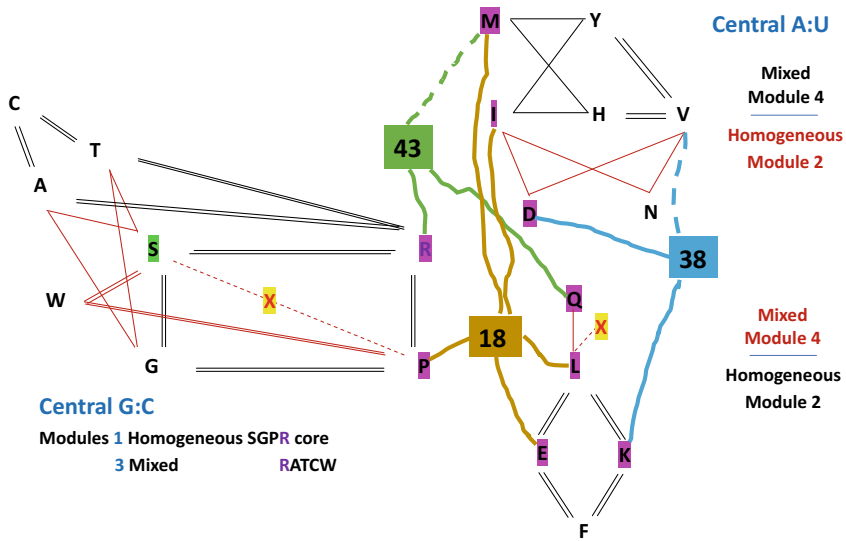 M
Y
Central A:U
Mixed
Module 4
Homogeneous
Module 2
C
T
A
43
I
H
V
D
N
S
R
38
W
X
Q
X
18
G
P
L
Mixed
Module 4
Homogeneous
Module 2
Central G:C
Modules 1 Homogeneous SGPR core
3 Mixed RATCW
E
K
F